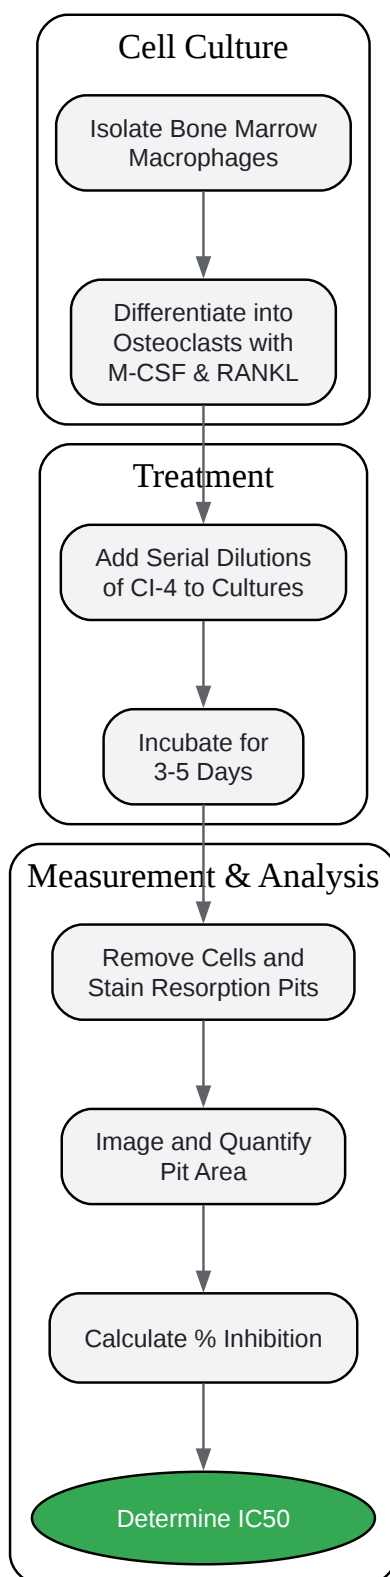 Cell Culture
Isolate Bone Marrow
Macrophages
Differentiate into
Osteoclasts with
M-CSF & RANKL
Treatment
Add Serial Dilutions
of CI-4 to Cultures
Incubate for
3-5 Days
Measurement & Analysis
Remove Cells and
Stain Resorption Pits
Image and Quantify
Pit Area
Calculate % Inhibition
Determine IC50